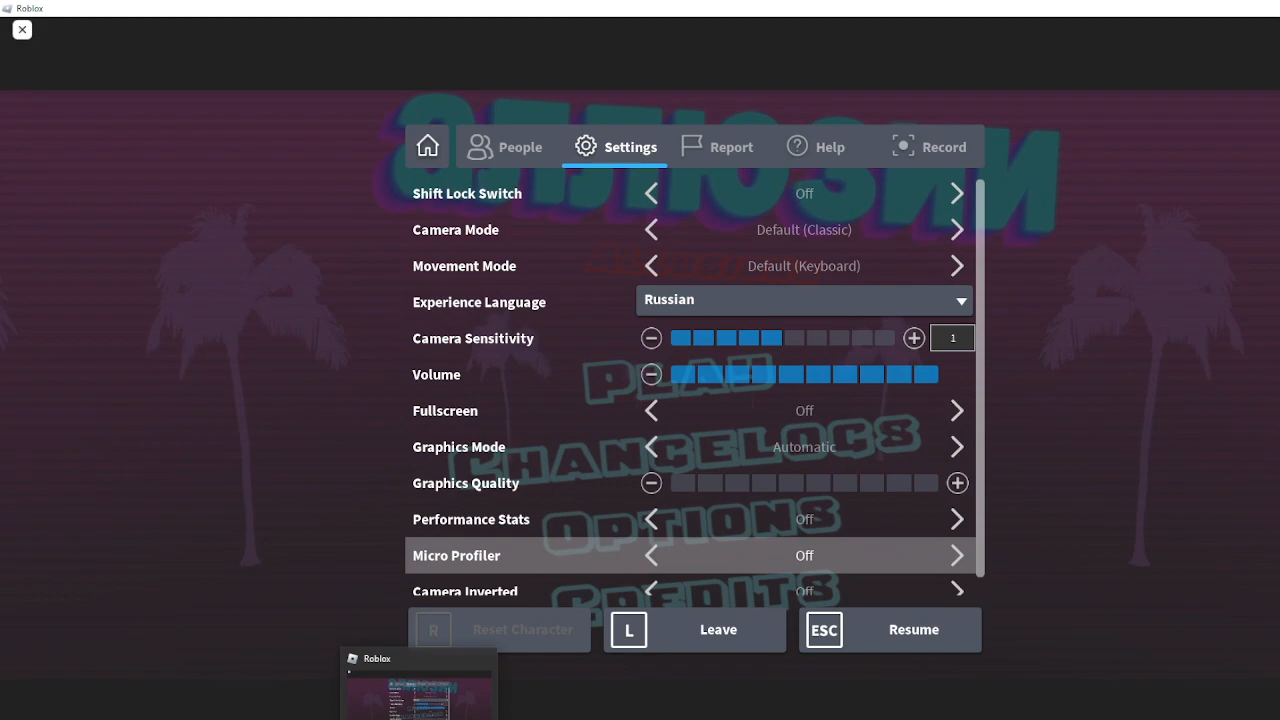 Roblox
People
Settings
Report
Help
Record
Shift Lock Switch
Off
Camera Mode
Default (Classic)
Movement Mode
Default (Keyboard)
Experience Language
Russian
Camera Sensitivity
1
Volume
Fullscreen
Off
Graphics Mode
Automatic
Graphics Quality
Performance Stats
Off
Micro Profiler
Off
Camera Inverted
Off
PLAY
CHANGELOGS
OPTIONS
CREDITS
R
Reset Character
L
Leave
ESC
Resume
Roblox